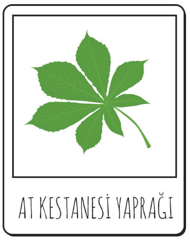 AT KESTANESİ YAPRAĞI